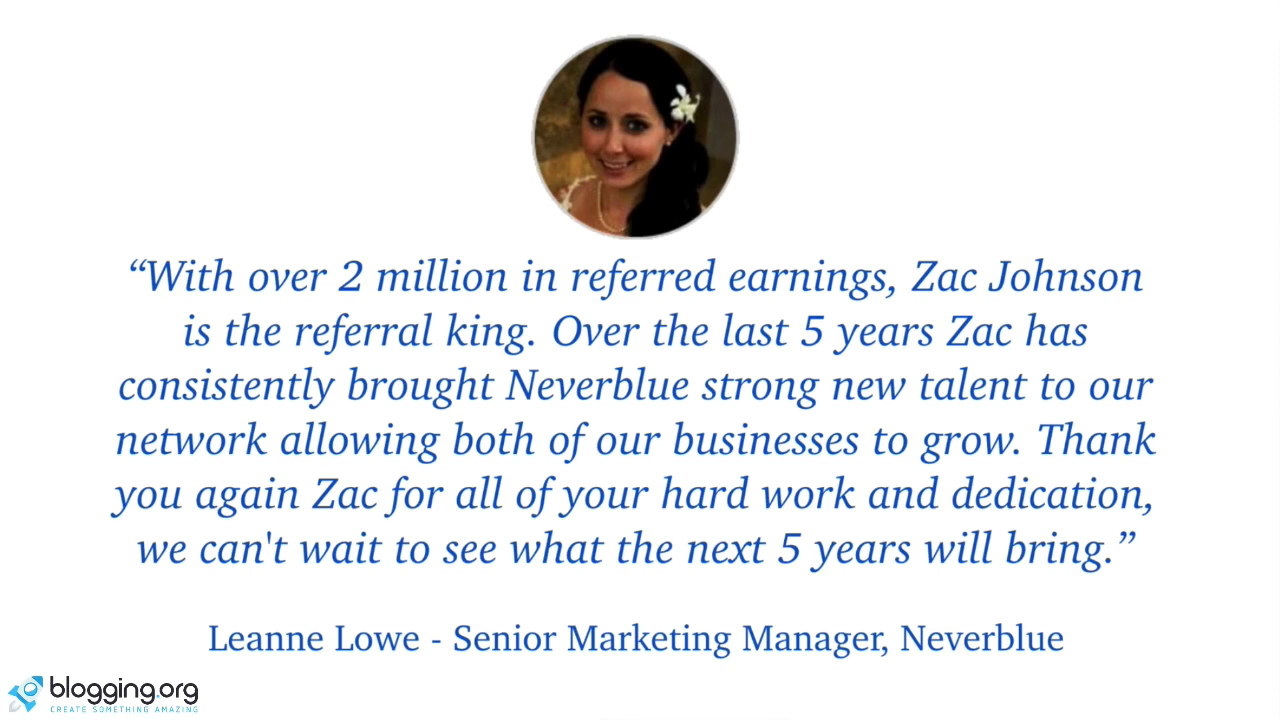 “With over 2 million in referred earnings, Zac Johnson
is the referral king. Over the last 5 years Zac has
consistently brought Neverblue strong new talent to our
network allowing both of our businesses to grow. Thank
you again Zac for all of your hard work and dedication,
we can't wait to see what the next 5 years will bring.”
Leanne Lowe - Senior Marketing Manager, Neverblue
blogging.org
CREATE SOMETHING AMAZING